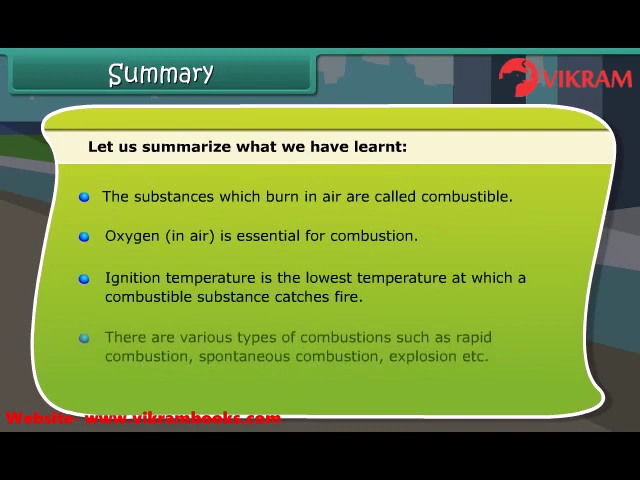 Summary
VIKRAM
Let us summarize what we have learnt:
The substances which burn in air are called combustible.
Oxygen (in air) is essential for combustion.
Ignition temperature is the lowest temperature at which a
combustible substance catches fire.
There are various types of combustions such as rapid
combustion, spontaneous combustion, explosion etc.
Website- www.vikrambooks.com